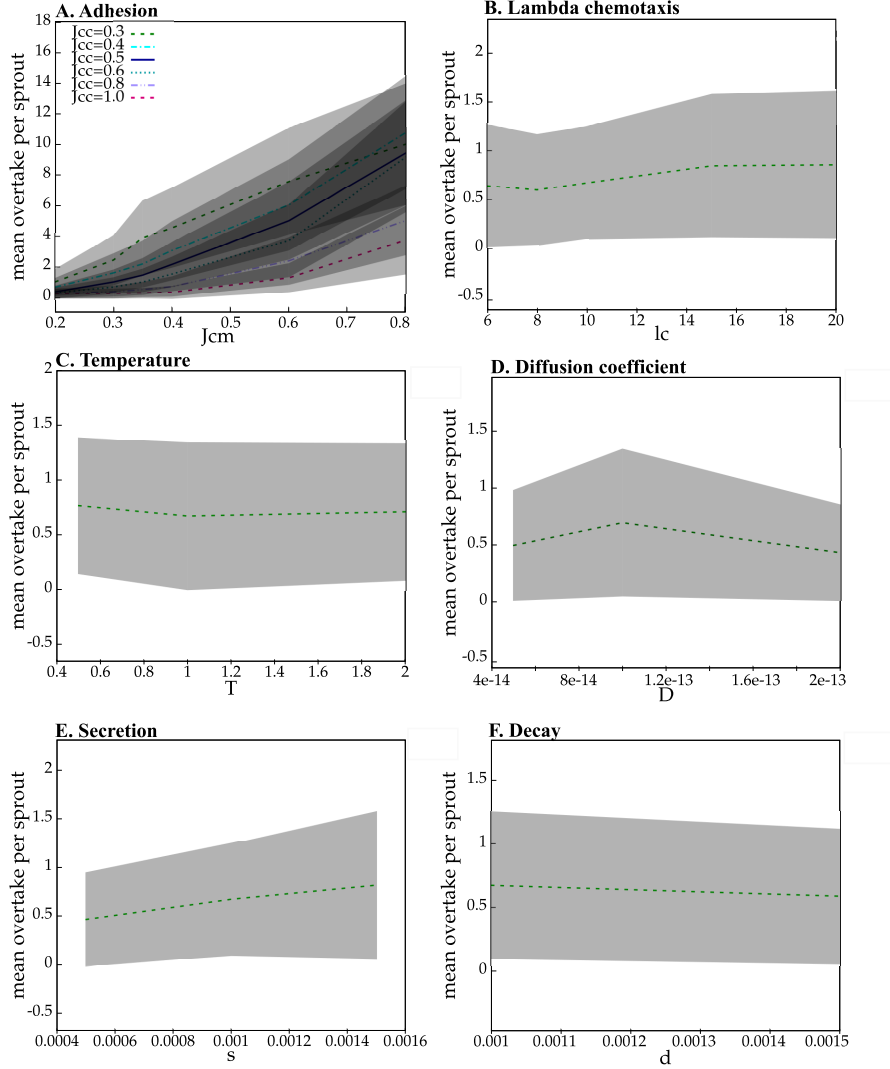 A. Adhesion
mean overtake per sprout
18
16
14
12
10
8
6
4
2
0
Jcc=0.3
Jcc=0.4
Jcc=0.5
Jcc=0.6
Jcc=0.8
Jcc=1.0
0.2 0.3 0.4 0.5 0.6 0.7 0.8
Jcm
B. Lambda chemotaxis
mean overtake per sprout
2
1.5
1
0.5
0
-0.5
6 8 10 12 14 16 18 20
lc
C. Temperature
mean overtake per sprout
2
1.5
1
0.5
0
-0.5
0.4 0.6 0.8 1 1.2 1.4 1.6 1.8 2
T
D. Diffusion coefficient
mean overtake per sprout
1.5
1
0.5
0
-0.5
4e-14 8e-14 1.2e-13 1.6e-13 2e-13
D
E. Secretion
mean overtake per sprout
2
1.5
1
0.5
0
-0.5
0.0004 0.0006 0.0008 0.001 0.0012 0.0014 0.0016
s
F. Decay
mean overtake per sprout
1.5
1
0.5
0
0.001 0.0011 0.0012 0.0013 0.0014 0.0015
d